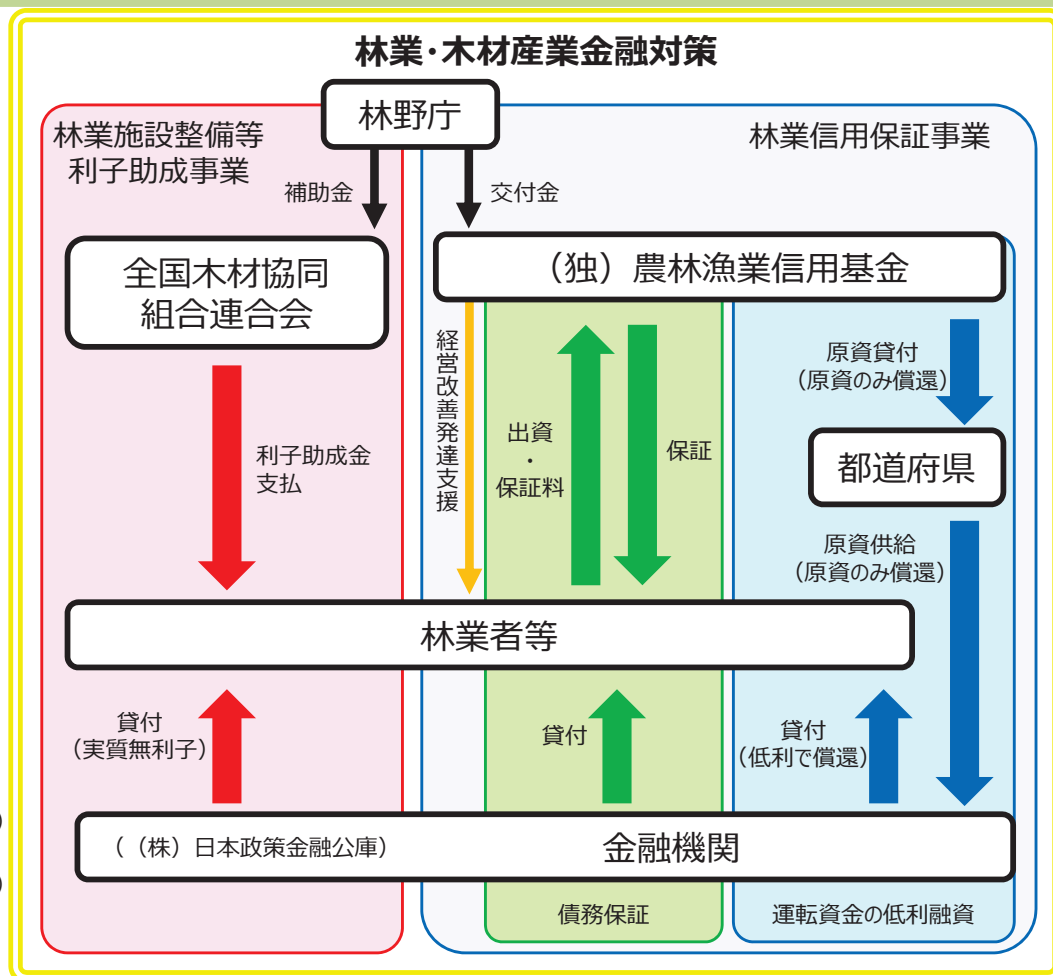 林業・木材産業金融対策
林野庁
林業施設整備等
利子助成事業
林業信用保証事業
補助金
交付金
全国木材協同
組合連合会
（独）農林漁業信用基金
経営改善発達支援
出資
・
保証料
保証
原資貸付
（原資のみ償還）
都道府県
利子助成金
支払
原資供給
（原資のみ償還）
林業者等
貸付
（実質無利子）
貸付
貸付
（低利で償還）
（（株）日本政策金融公庫）
金融機関
債務保証
運転資金の低利融資
）
）